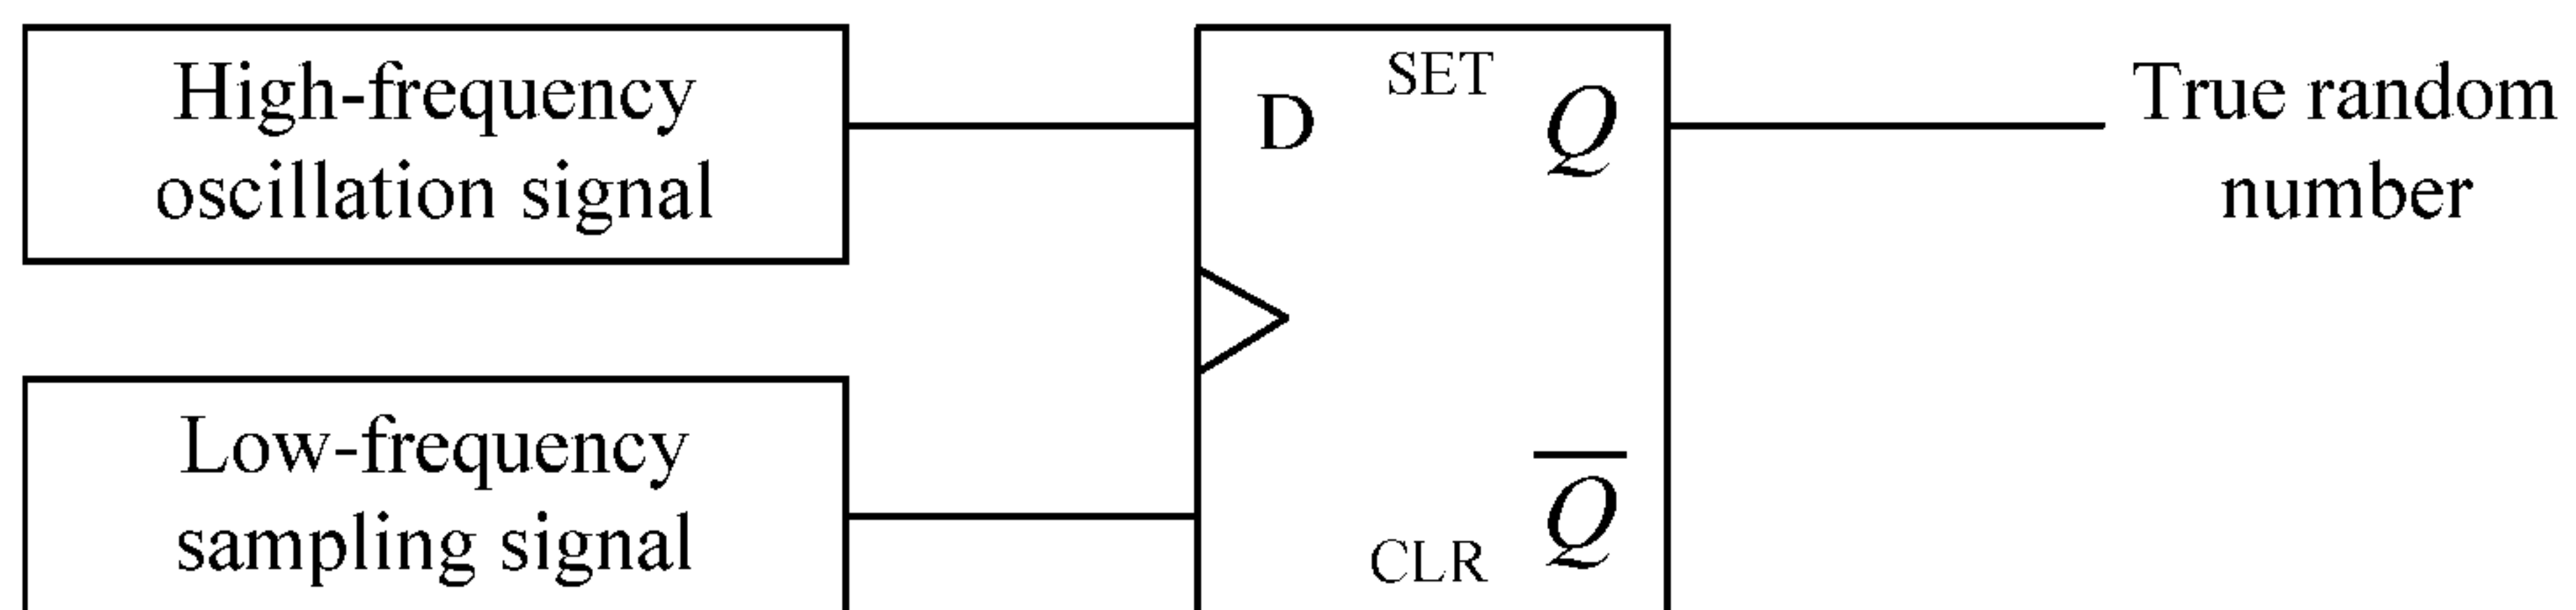 High-frequency
oscillation signal
Low-frequency
sampling signal
D
SET
Q
Q̅
CLR
True random
number